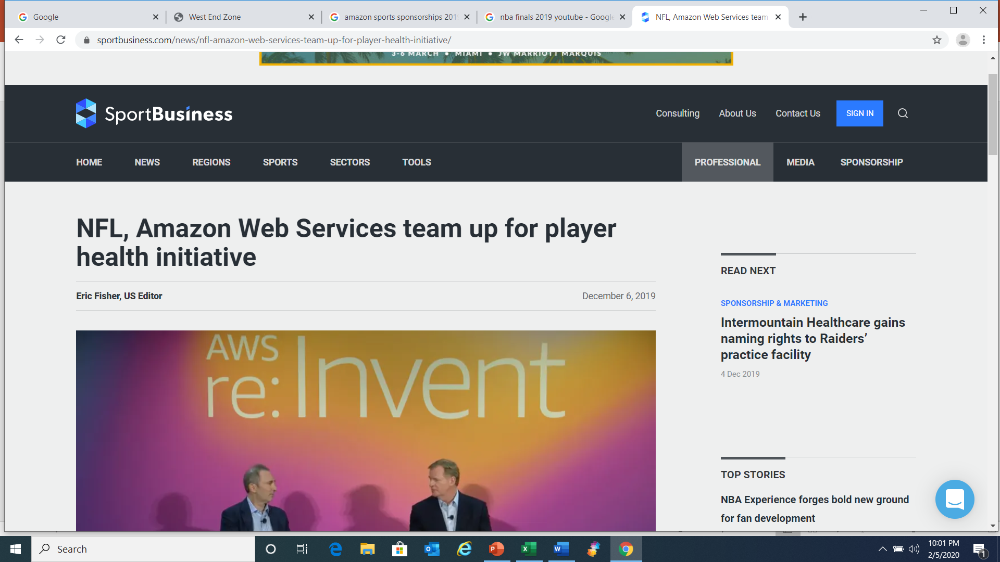 Google
West End Zone
amazon sports sponsorships 201
nba finals 2019 youtube - Google
NFL, Amazon Web Services team
sportbusiness.com/news/nfl-amazon-web-services-team-up-for-player-health-initiative/
3-6 MARCH • MIAMI • JW MARRIOTT MARQUIS
SportBusiness
Consulting
About Us
Contact Us
SIGN IN
HOME
NEWS
REGIONS
SPORTS
SECTORS
TOOLS
PROFESSIONAL
MEDIA
SPONSORSHIP
NFL, Amazon Web Services team up for player
health initiative
Eric Fisher, US Editor
December 6, 2019
AWS
re:Invent
READ NEXT
SPONSORSHIP & MARKETING
Intermountain Healthcare gains
naming rights to Raiders’
practice facility
4 Dec 2019
TOP STORIES
NBA Experience forges bold new ground
for fan development
Search
10:01 PM
2/5/2020
1